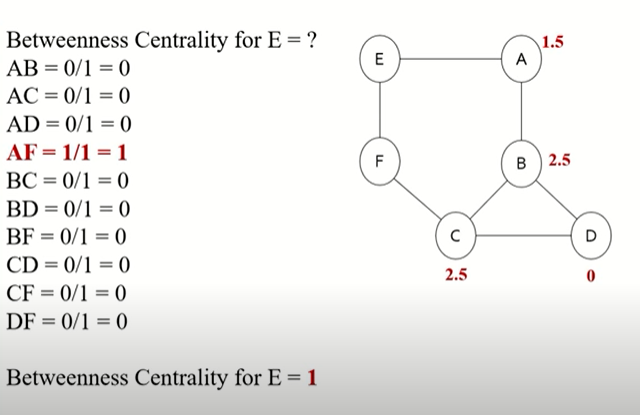 Betweenness Centrality for E = ?
AB = 0/1 = 0
AC = 0/1 = 0
AD = 0/1 = 0
AF = 1/1 = 1
BC = 0/1 = 0
BD = 0/1 = 0
BF = 0/1 = 0
CD = 0/1 = 0
CF = 0/1 = 0
DF = 0/1 = 0
Betweenness Centrality for E = 1
E
A
1.5
F
B
2.5
C
D
2.5
0